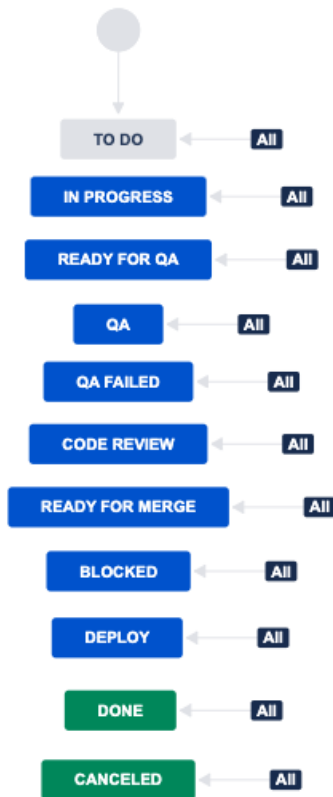 TO DO All
IN PROGRESS All
READY FOR QA All
QA All
QA FAILED All
CODE REVIEW All
READY FOR MERGE All
BLOCKED All
DEPLOY All
DONE All
CANCELED All